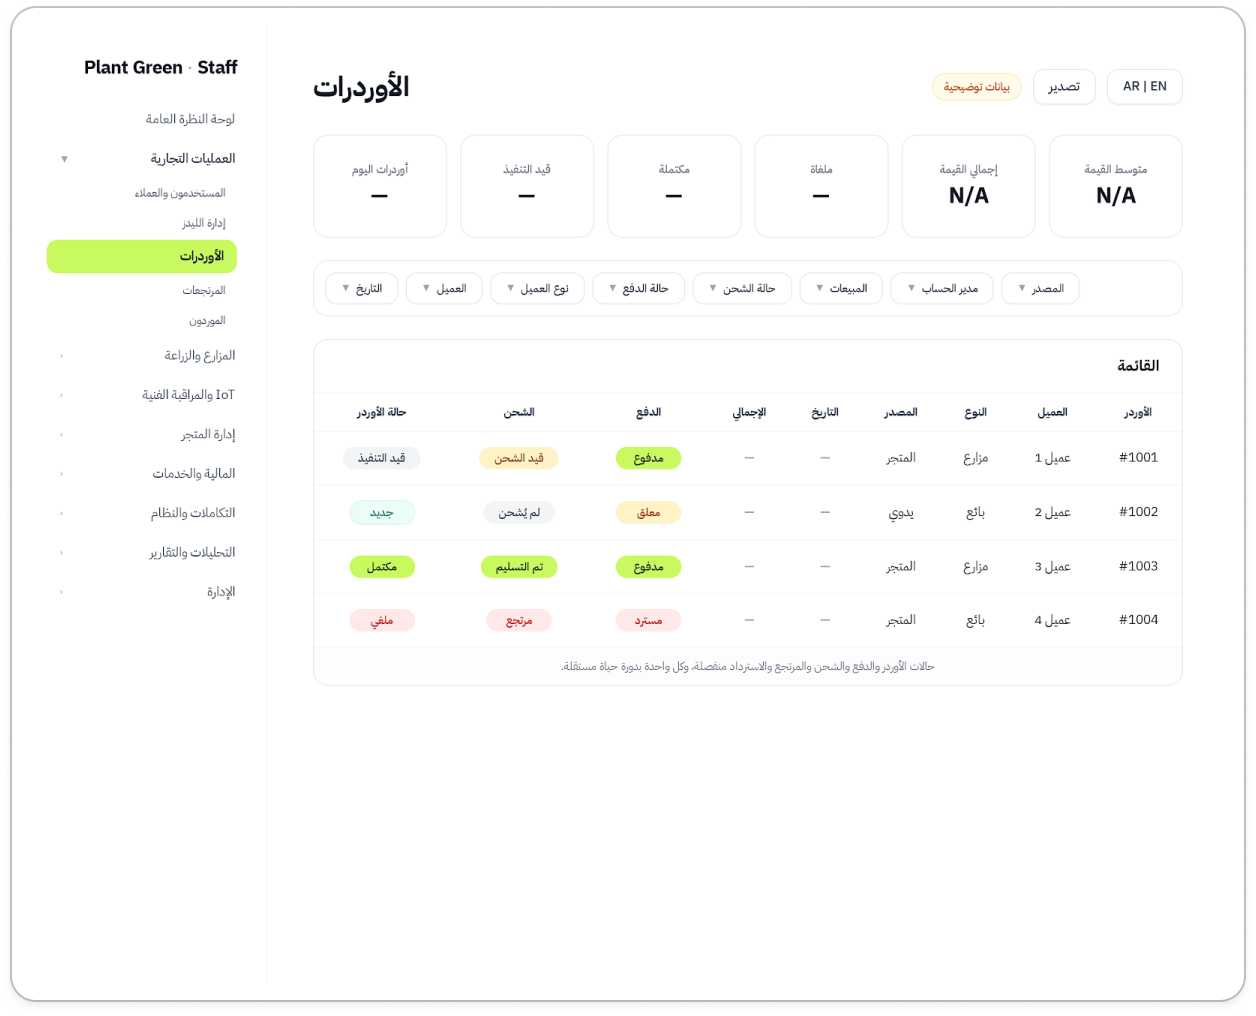 Plant Green · Staff
لوحة النظرة العامة
العمليات التجارية ▼
المستخدمون والعملاء
إدارة الليدز
الأوردرات
المرتجعات
الموردون
المزارع والزراعة ›
IoT والمراقبة الفنية ›
إدارة المتجر ›
المالية والخدمات ›
التكاملات والنظام ›
التحليلات والتقارير ›
الإدارة ›
الأوردرات
بيانات توضيحية
تصدير
AR | EN
متوسط القيمة
N/A
إجمالي القيمة
N/A
ملغاة
—
مكتملة
—
قيد التنفيذ
—
أوردرات اليوم
—
المصدر ▼ مدير الحساب ▼ المبيعات ▼ حالة الشحن ▼ حالة الدفع ▼ نوع العميل ▼ العميل ▼ التاريخ ▼
القائمة
الأوردر العميل النوع المصدر التاريخ الإجمالي الدفع الشحن حالة الأوردر
#1001 عميل 1 مزارع المتجر — — مدفوع قيد الشحن قيد التنفيذ
#1002 عميل 2 بائع يدوي — — معلق لم يُشحن جديد
#1003 عميل 3 مزارع المتجر — — مدفوع تم التسليم مكتمل
#1004 عميل 4 بائع المتجر — — مسترد مرتجع ملغي
حالات الأوردر والدفع والشحن والمرتجع والاسترداد منفصلة، وكل واحدة بدورة حياة مستقلة.